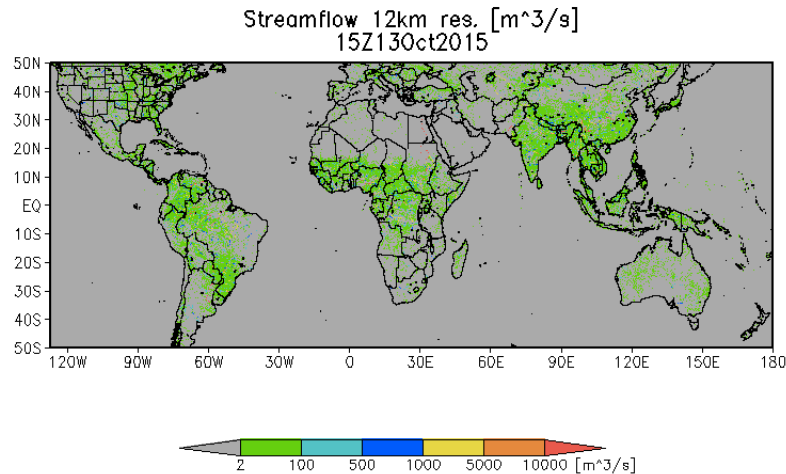 Streamflow 12km res. [m^3/s]
15Z13Oct2015
50N
40N
30N
20N
10N
EQ
10S
20S
30S
40S
50S
120W 90W 60W 30W 0 30E 60E 90E 120E 150E 180
2 100 500 1000 5000 10000 [m^3/s]